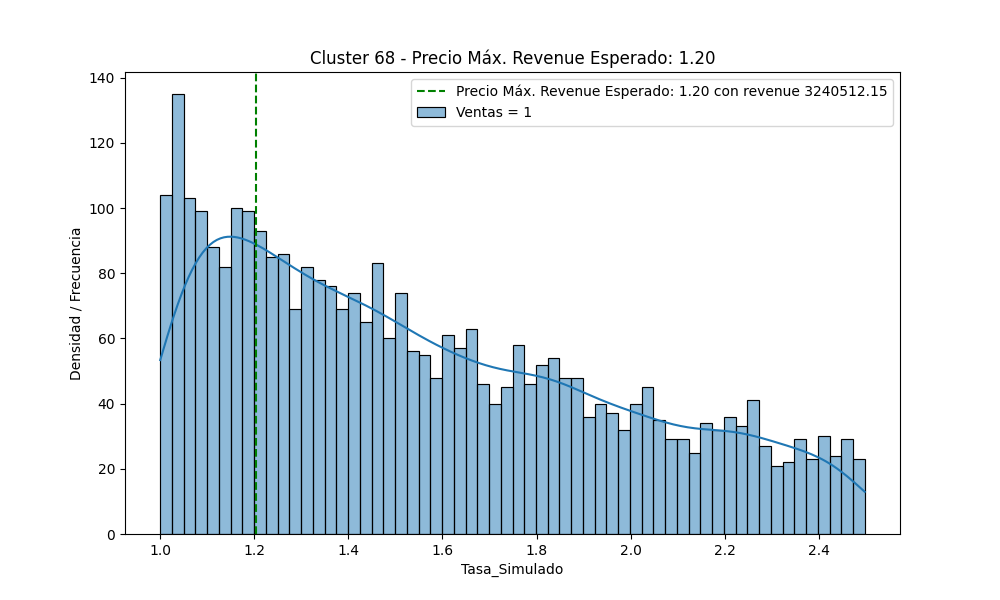 Cluster 68 - Precio Máx. Revenue Esperado: 1.20
Precio Máx. Revenue Esperado: 1.20 con revenue 3240512.15
Ventas = 1
Densidad / Frecuencia
140
120
100
80
60
40
20
0
1.0 1.2 1.4 1.6 1.8 2.0 2.2 2.4
Tasa_Simulado